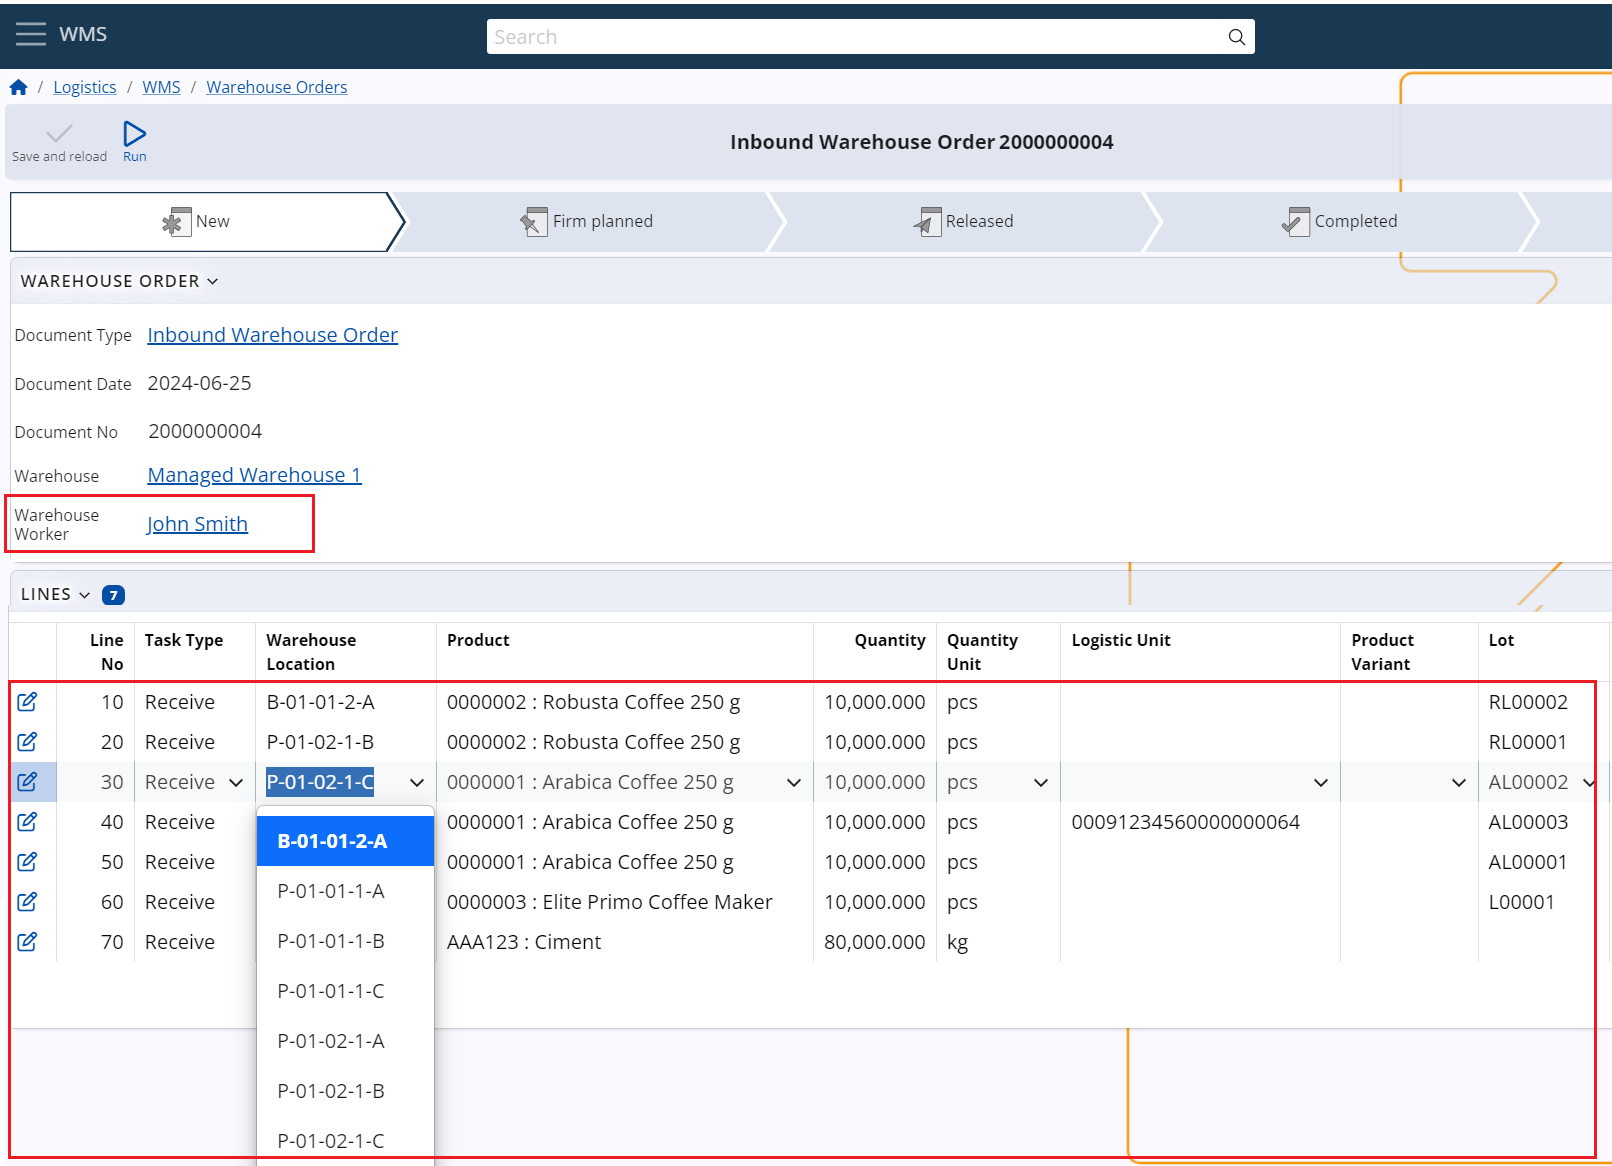 WMS
Search
/ Logistics / WMS / Warehouse Orders
Save and reload
Run
Inbound Warehouse Order 2000000004
New
Firm planned
Released
Completed
WAREHOUSE ORDER
Document Type Inbound Warehouse Order
Document Date 2024-06-25
Document No 2000000004
Warehouse Managed Warehouse 1
Warehouse Worker John Smith
LINES 7
Line No Task Type Warehouse Location Product Quantity Quantity Unit Logistic Unit Product Variant Lot
10 Receive B-01-01-2-A 0000002 : Robusta Coffee 250 g 10,000.000 pcs RL00002
20 Receive P-01-02-1-B 0000002 : Robusta Coffee 250 g 10,000.000 pcs RL00001
30 Receive P-01-02-1-C 0000001 : Arabica Coffee 250 g 10,000.000 pcs AL00002
40 Receive 0000001 : Arabica Coffee 250 g 10,000.000 pcs 00091234560000000064 AL00003
50 Receive 0000001 : Arabica Coffee 250 g 10,000.000 pcs AL00001
60 Receive 0000003 : Elite Primo Coffee Maker 10,000.000 pcs L00001
70 Receive AAA123 : Ciment 80,000.000 kg
B-01-01-2-A
P-01-01-1-A
P-01-01-1-B
P-01-01-1-C
P-01-02-1-A
P-01-02-1-B
P-01-02-1-C